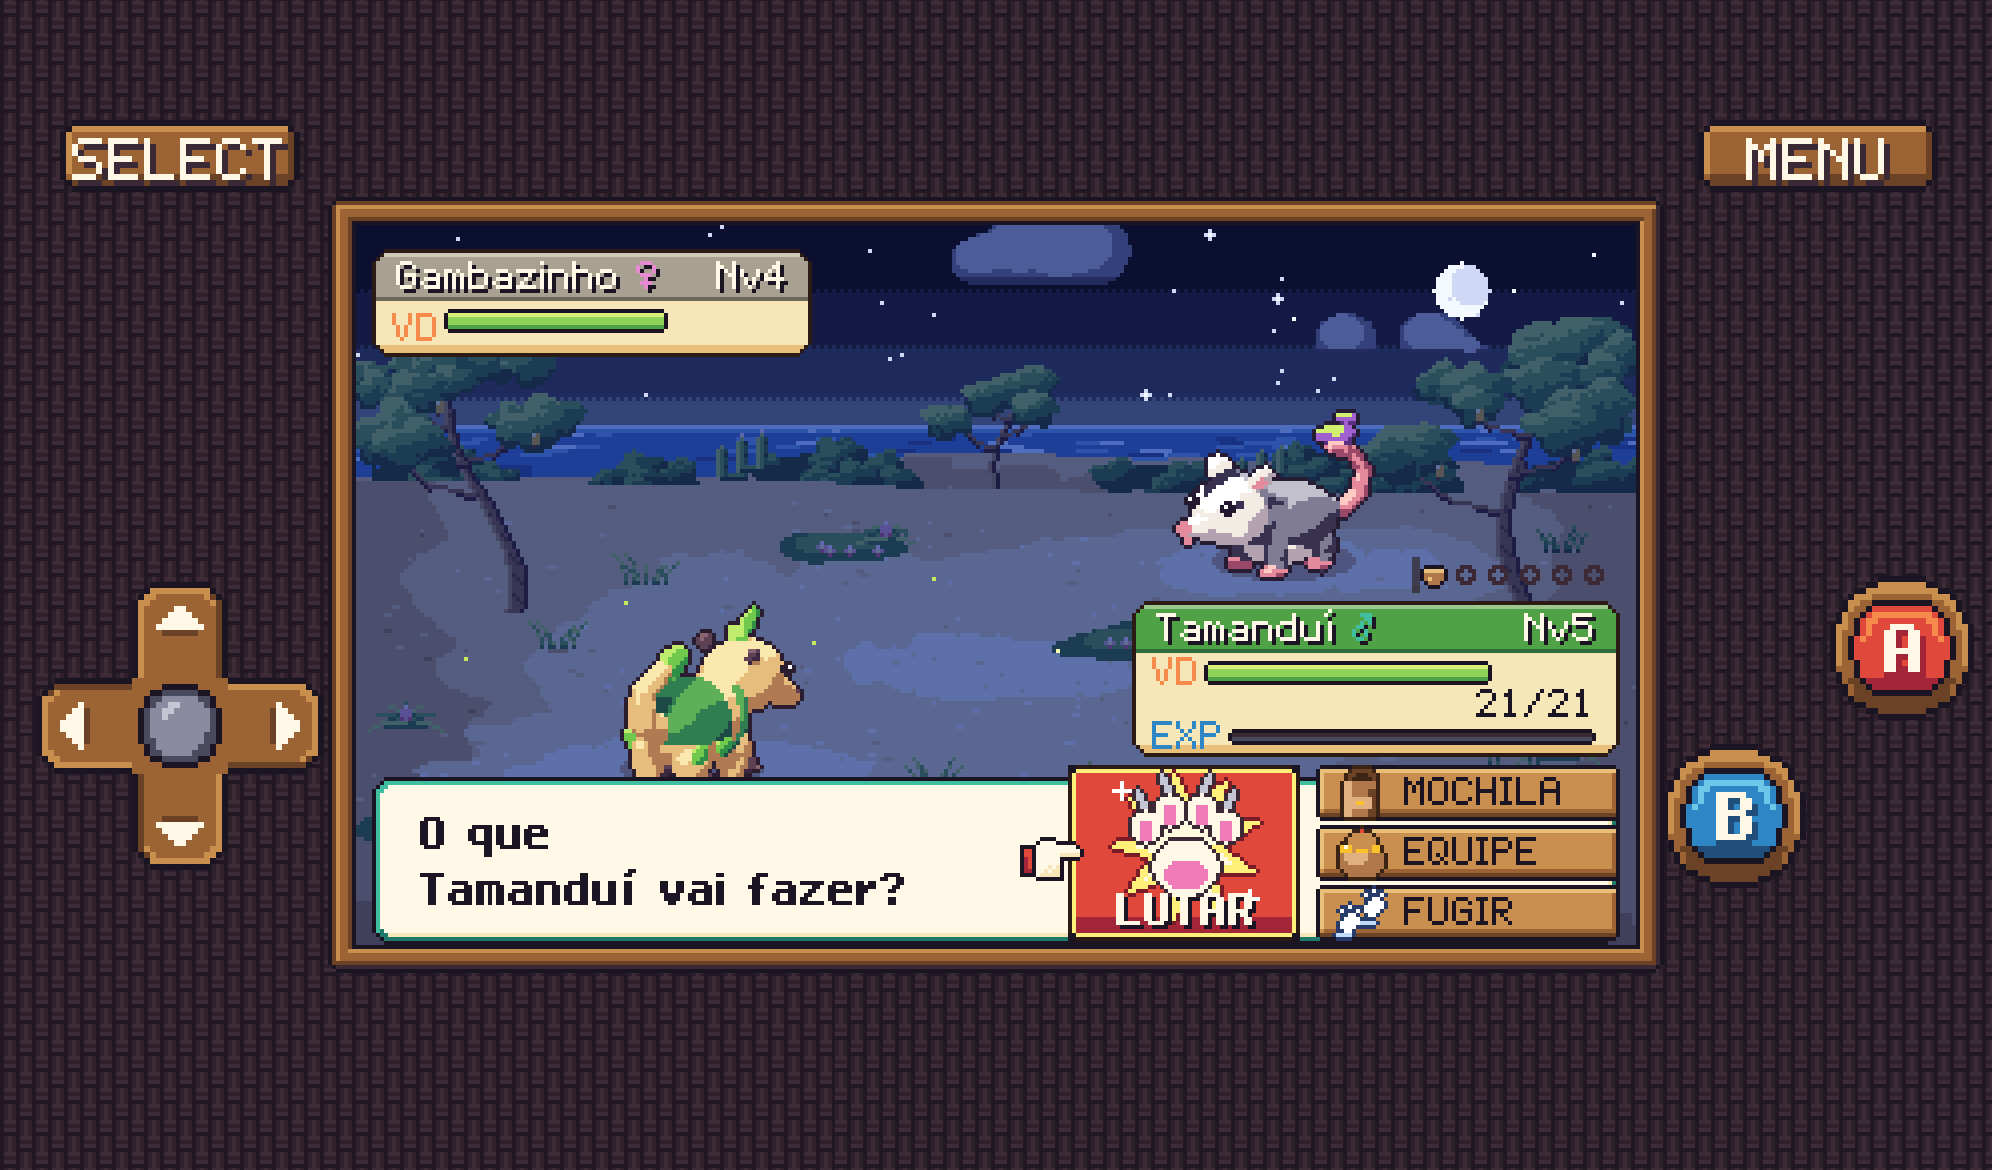 SELECT
MENU
Gambazinho ♀ Nv4
VD
Tamanduí ♂ Nv5
VD
21/21
EXP
A
B
O que
Tamanduí vai fazer?
LUTAR
MOCHILA
EQUIPE
FUGIR